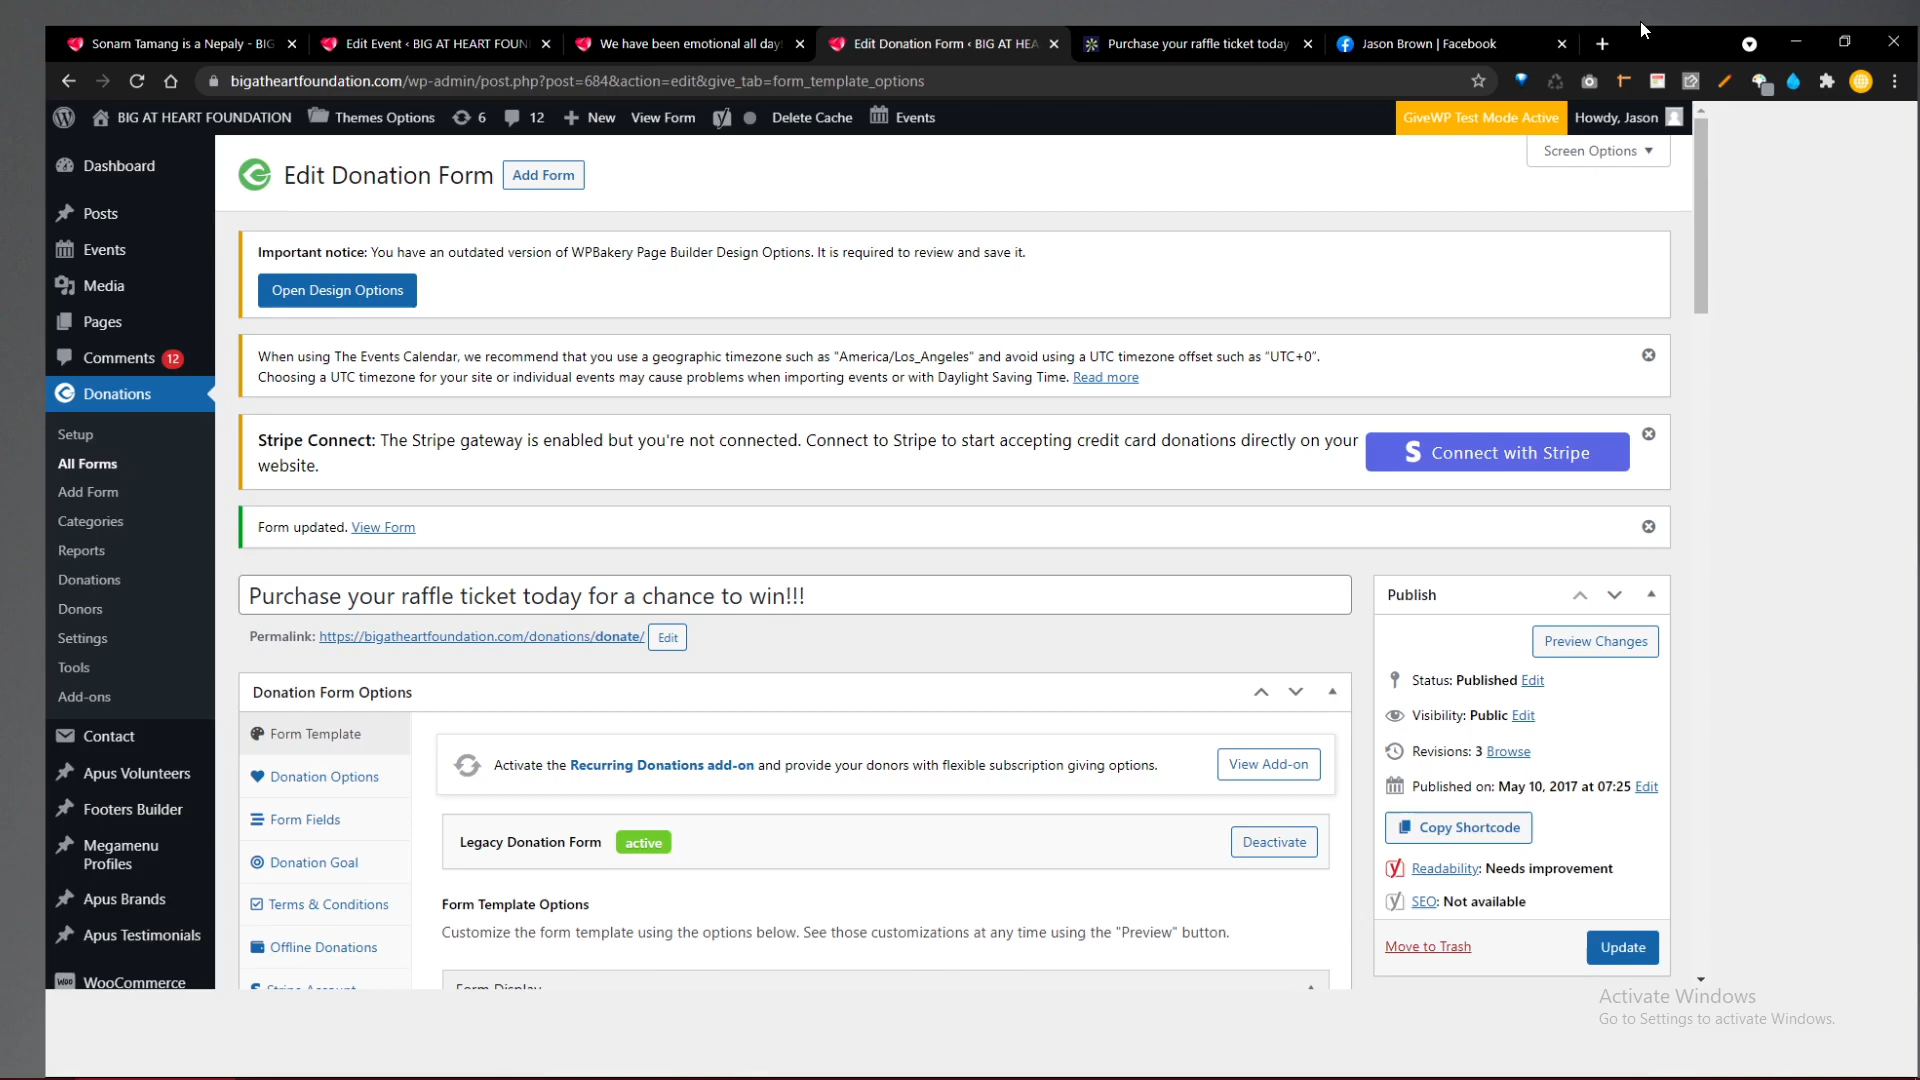 Sonam Tamang is a Nepaly - BIG
Edit Event ‹ BIG AT HEART FOUN
We have been emotional all day
Edit Donation Form ‹ BIG AT HEA
Purchase your raffle ticket today
Jason Brown | Facebook
bigatheartfoundation.com/wp-admin/post.php?post=684&action=edit&give_tab=form_template_options
BIG AT HEART FOUNDATION
Themes Options
6
12
New
View Form
Delete Cache
Events
GiveWP Test Mode Active
Howdy, Jason
Screen Options
Dashboard
Posts
Events
Media
Pages
Comments 12
Donations
Setup
All Forms
Add Form
Categories
Reports
Donations
Donors
Settings
Tools
Add-ons
Contact
Apus Volunteers
Footers Builder
Megamenu
Profiles
Apus Brands
Apus Testimonials
Woo WooCommerce
Edit Donation Form
Add Form
Important notice: You have an outdated version of WPBakery Page Builder Design Options. It is required to review and save it.
Open Design Options
When using The Events Calendar, we recommend that you use a geographic timezone such as "America/Los_Angeles" and avoid using a UTC timezone offset such as "UTC+0".
Choosing a UTC timezone for your site or individual events may cause problems when importing events or with Daylight Saving Time. Read more
Stripe Connect: The Stripe gateway is enabled but you're not connected. Connect to Stripe to start accepting credit card donations directly on your
website.
S Connect with Stripe
Form updated. View Form
Purchase your raffle ticket today for a chance to win!!!
Permalink: https://bigatheartfoundation.com/donations/donate/ Edit
Donation Form Options
Form Template
Donation Options
Form Fields
Donation Goal
Terms & Conditions
Offline Donations
Stripe Account
Activate the Recurring Donations add-on and provide your donors with flexible subscription giving options.
View Add-on
Legacy Donation Form active
Deactivate
Form Template Options
Customize the form template using the options below. See those customizations at any time using the "Preview" button.
Form Display
Publish
Preview Changes
Status: Published Edit
Visibility: Public Edit
Revisions: 3 Browse
Published on: May 10, 2017 at 07:25 Edit
Copy Shortcode
Readability: Needs improvement
SEO: Not available
Move to Trash
Update
Activate Windows
Go to Settings to activate Windows.